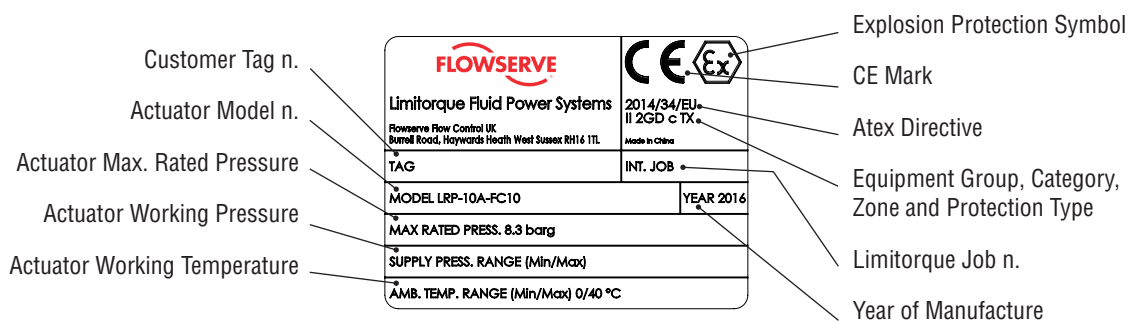 Customer Tag n.
Actuator Model n.
Actuator Max. Rated Pressure
Actuator Working Pressure
Actuator Working Temperature
FLOWSERVE
Limitorque Fluid Power Systems
Flowserve Flow Control UK
Burrell Road, Haywards Heath West Sussex RH16 1TL
CE Ex
2014/34/EU
II 2GD c TX
Made in China
TAG
INT. JOB
MODEL LRP-10A-FC10
YEAR 2016
MAX RATED PRESS. 8.3 barg
SUPPLY PRESS. RANGE (Min/Max)
AMB. TEMP. RANGE (Min/Max) 0/40 °C
Explosion Protection Symbol
CE Mark
Atex Directive
Equipment Group, Category,
Zone and Protection Type
Limitorque Job n.
Year of Manufacture